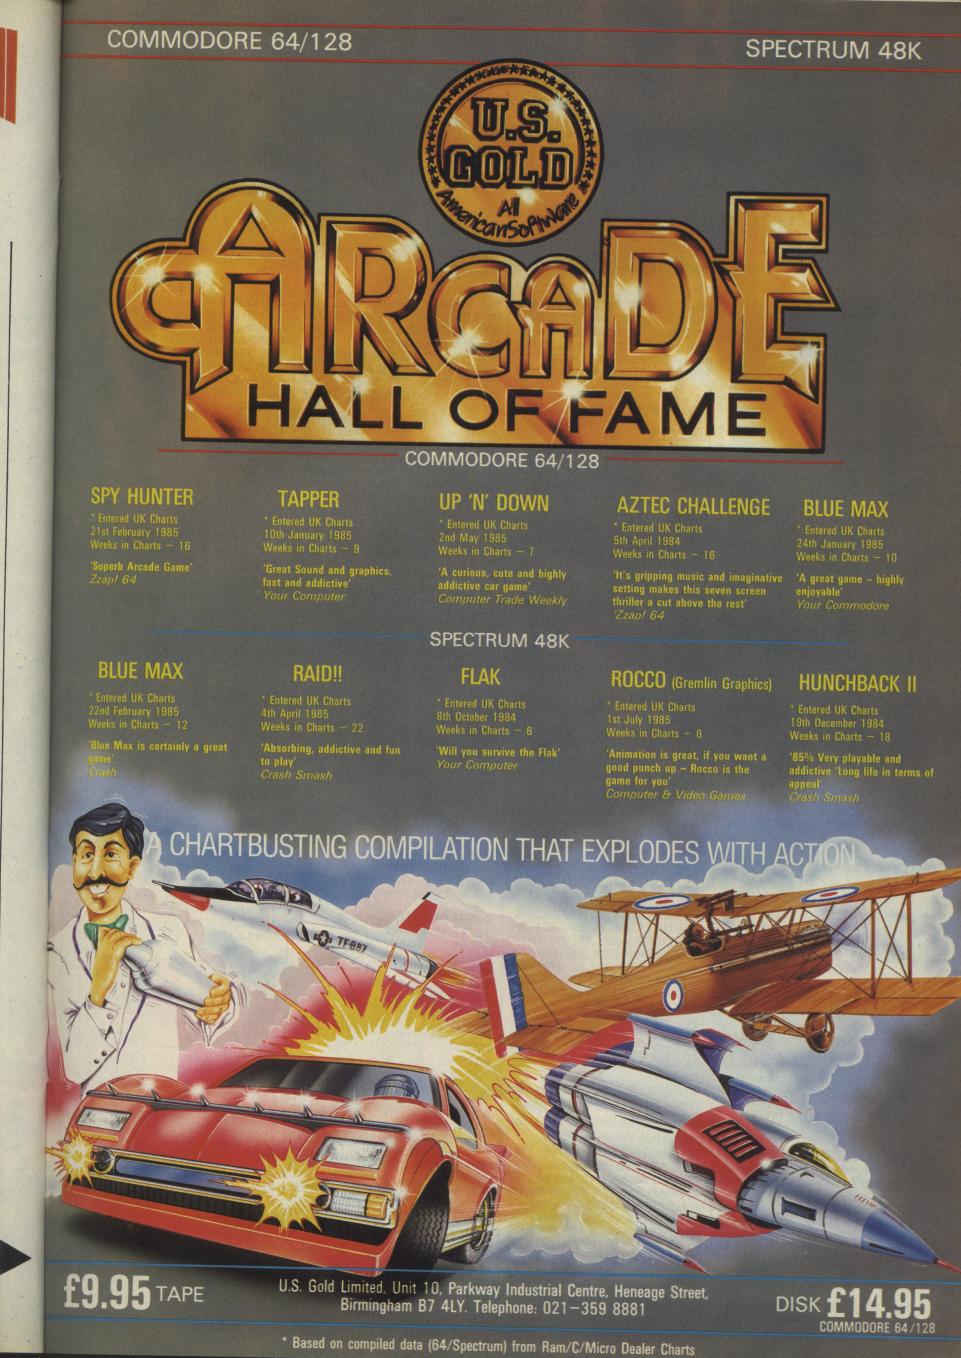 COMMODORE 64/128
SPECTRUM 48K
U.S.
GOLD
All
American Software
ARCADE
HALL OF FAME
COMMODORE 64/128
SPY HUNTER
* Entered UK Charts
21st February 1985
Weeks in Charts – 16
'Superb Arcade Game'
Zzap! 64
TAPPER
* Entered UK Charts
10th January 1985
Weeks in Charts – 9
'Great Sound and graphics,
fast and addictive'
Your Computer
UP 'N' DOWN
* Entered UK Charts
2nd May 1985
Weeks in Charts – 7
'A curious, cute and highly
addictive car game'
Computer Trade Weekly
AZTEC CHALLENGE
* Entered UK Charts
5th April 1984
Weeks in Charts – 16
'It's gripping music and imaginative
setting makes this seven screen
thriller a cut above the rest'
'Zzap! 64
BLUE MAX
* Entered UK Charts
24th January 1985
Weeks in Charts – 10
'A great game – highly
enjoyable'
Your Commodore
SPECTRUM 48K
BLUE MAX
* Entered UK Charts
22nd February 1985
Weeks in Charts – 12
'Blue Max is certainly a great
game'
Crash
RAID!!
* Entered UK Charts
4th April 1985
Weeks in Charts – 22
'Absorbing, addictive and fun
to play'
Crash Smash
FLAK
* Entered UK Charts
8th October 1984
Weeks in Charts – 6
'Will you survive the Flak'
Your Computer
ROCCO (Gremlin Graphics)
* Entered UK Charts
1st July 1985
Weeks in Charts – 6
'Animation is great, if you want a
good punch up – Rocco is the
game for you'
Computer & Video Games
HUNCHBACK II
* Entered UK Charts
19th December 1984
Weeks in Charts – 18
'85% Very playable and
addictive 'Long life in terms of
appeal'
Crash Smash
A CHARTBUSTING COMPILATION THAT EXPLODES WITH ACTION
TF-887
£9.95 TAPE
U.S. Gold Limited, Unit 10, Parkway Industrial Centre, Heneage Street,
Birmingham B7 4LY. Telephone: 021–359 8881
DISK £14.95
COMMODORE 64/128
* Based on compiled data (64/Spectrum) from Ram/C/Micro Dealer Charts